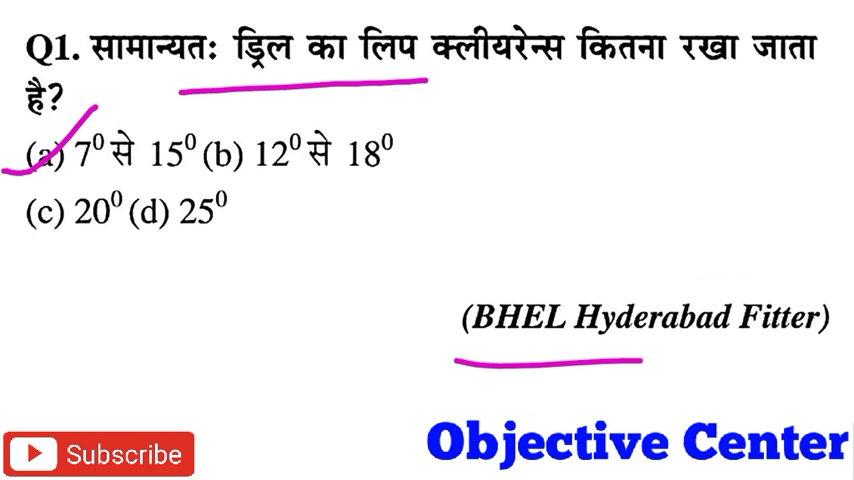 Q1. सामान्यत: ड्रिल का लिप क्लीयरेन्स कितना रखा जाता
है?
(a) 7⁰ से 15⁰ (b) 12⁰ से 18⁰
(c) 20⁰ (d) 25⁰
(BHEL Hyderabad Fitter)
Subscribe
Objective Center